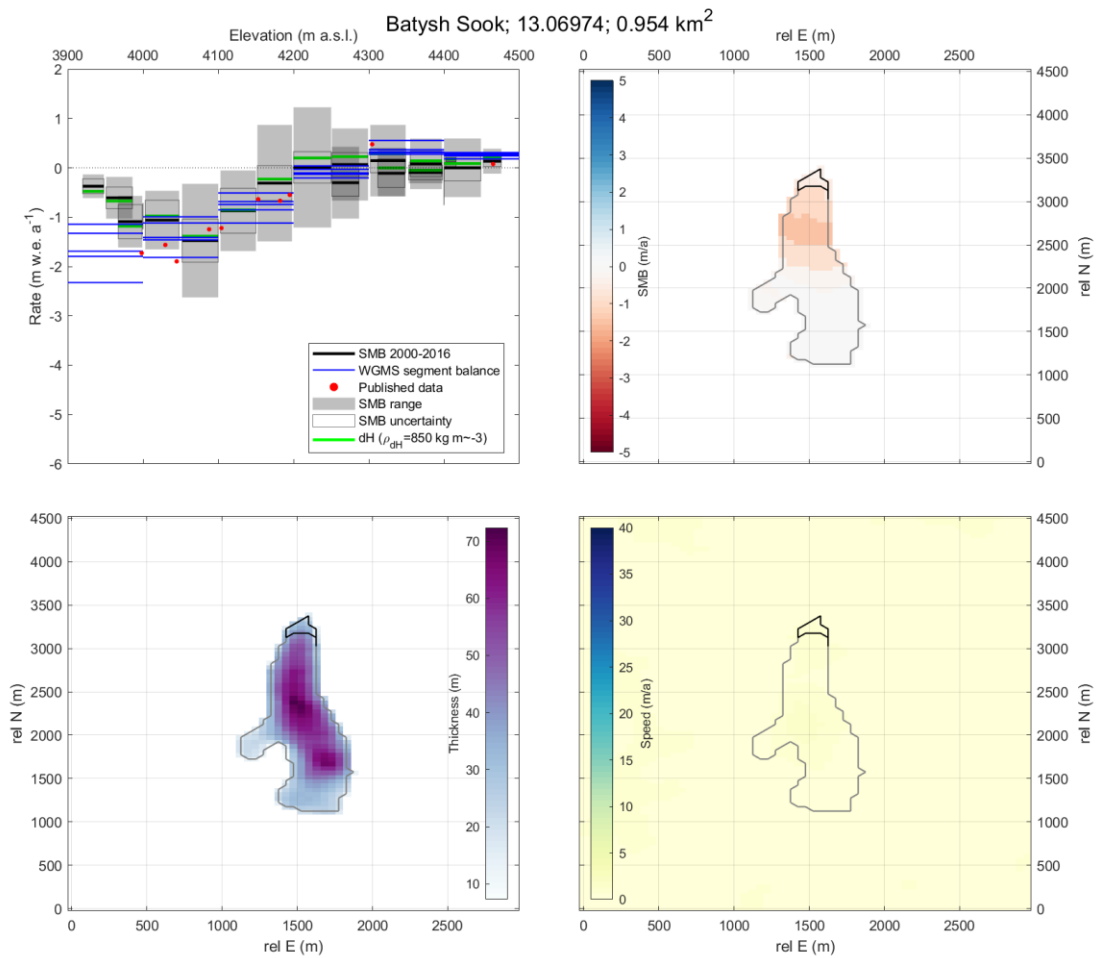 Batysh Sook; 13.06974; 0.954 km2
Elevation (m a.s.l.)
3900 4000 4100 4200 4300 4400 4500
2
1
0
-1
-2
-3
-4
-5
-6
Rate (m w.e. a-1)
SMB 2000-2016
WGMS segment balance
Published data
SMB range
SMB uncertainty
dH (ρdH=850 kg m~-3)
rel E (m)
0 500 1000 1500 2000 2500
5
4
3
2
1
0
-1
-2
-3
-4
-5
SMB (m/a)
4500
4000
3500
3000
2500
2000
1500
1000
500
0
rel N (m)
0 500 1000 1500 2000 2500
4500
4000
3500
3000
2500
2000
1500
1000
500
0
rel N (m)
70
60
50
40
30
20
10
Thickness (m)
0 500 1000 1500 2000 2500
rel E (m)
40
35
30
25
20
15
10
5
0
Speed (m/a)
4500
4000
3500
3000
2500
2000
1500
1000
500
0
rel N (m)
0 500 1000 1500 2000 2500
rel E (m)